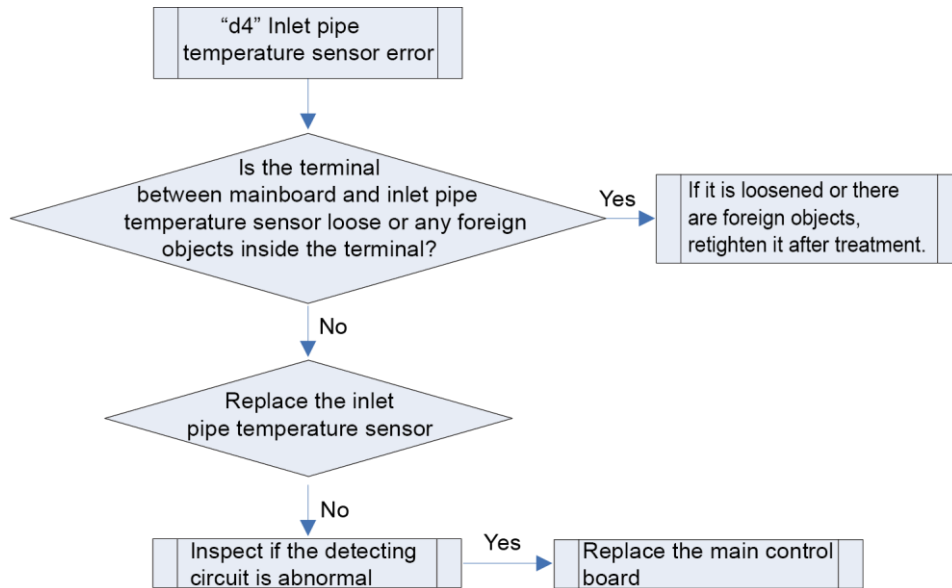 “d4” Inlet pipe
temperature sensor error
Is the terminal
between mainboard and inlet pipe
temperature sensor loose or any foreign
objects inside the terminal?
Yes
If it is loosened or there
are foreign objects,
retighten it after treatment.
No
Replace the inlet
pipe temperature sensor
No
Inspect if the detecting
circuit is abnormal
Yes
Replace the main control
board